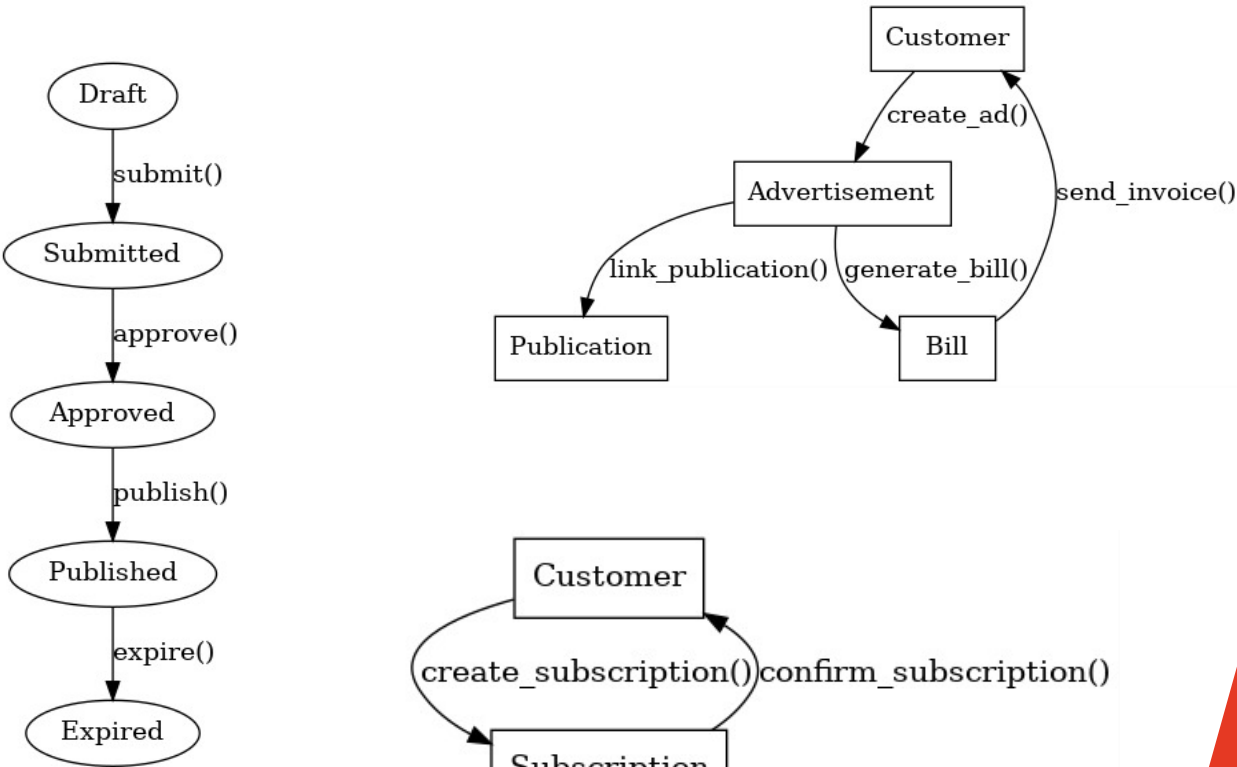 Draft
submit()
Submitted
approve()
Approved
publish()
Published
expire()
Expired
Customer
create_ad()
Advertisement
send_invoice()
link_publication()
generate_bill()
Publication
Bill
Customer
create_subscription()
confirm_subscription()
Subscription